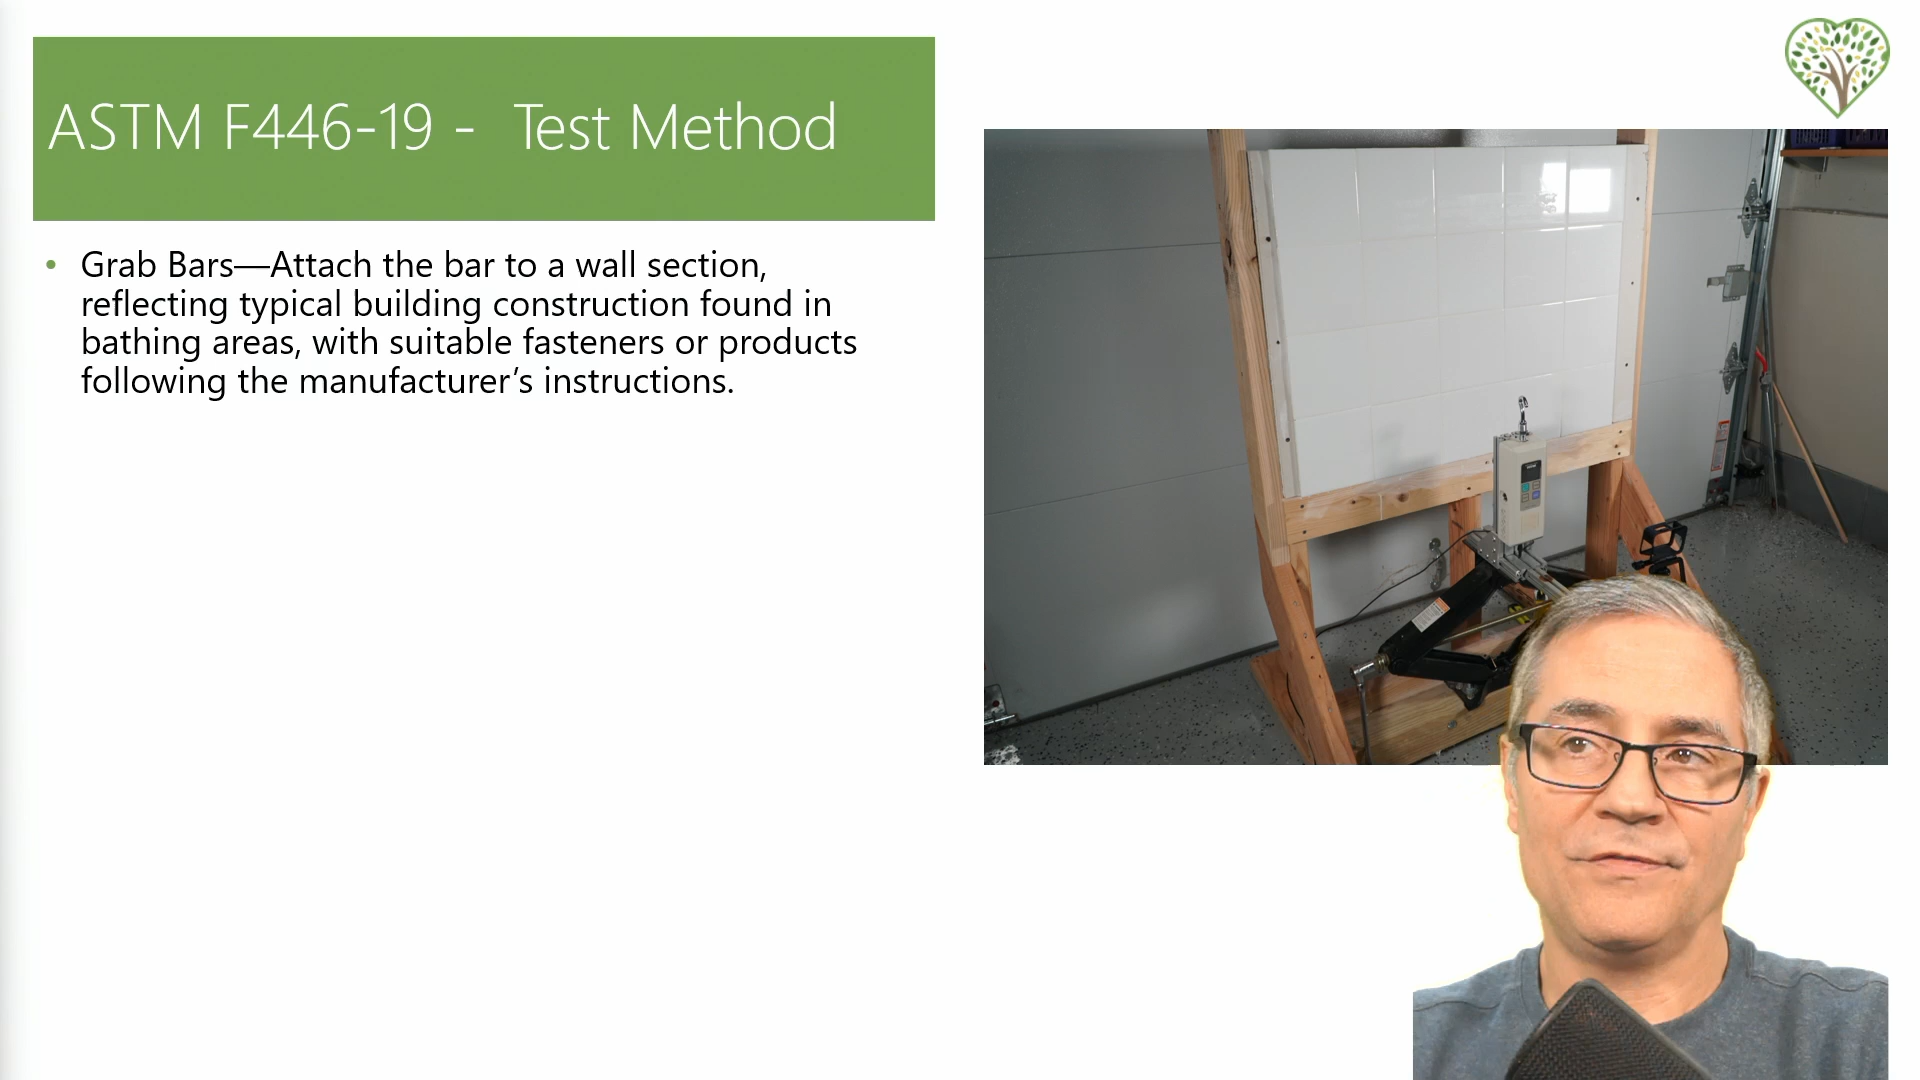 ASTM F446-19 - Test Method
• Grab Bars—Attach the bar to a wall section,
reflecting typical building construction found in
bathing areas, with suitable fasteners or products
following the manufacturer’s instructions.